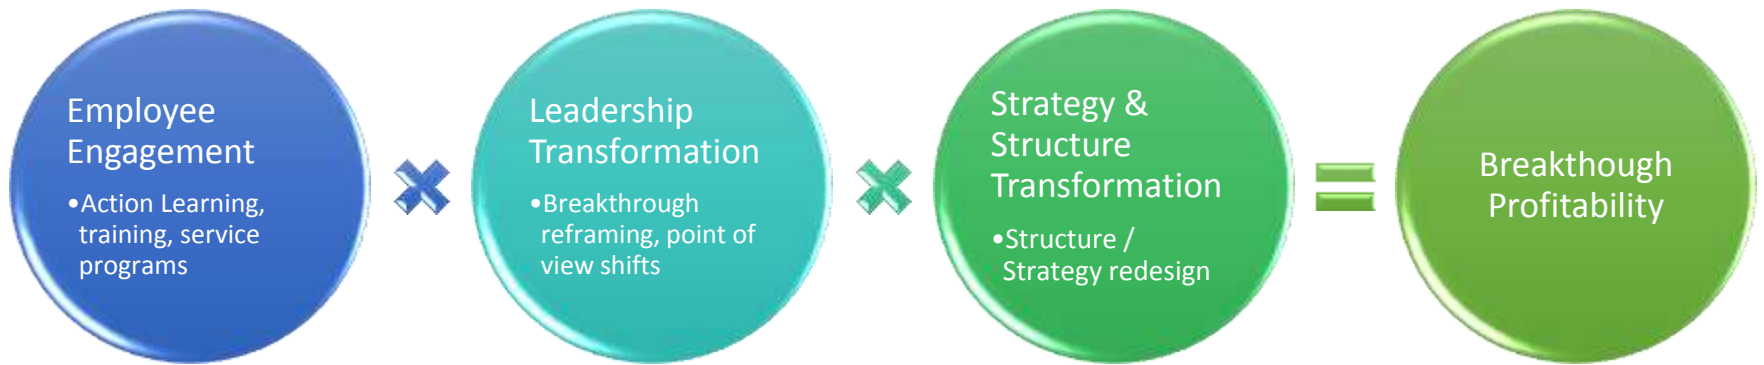 Employee
Engagement
•Action Learning,
training, service
programs
Leadership
Transformation
•Breakthrough
reframing, point of
view shifts
Strategy &
Structure
Transformation
•Structure /
Strategy redesign
Breakthough
Profitability